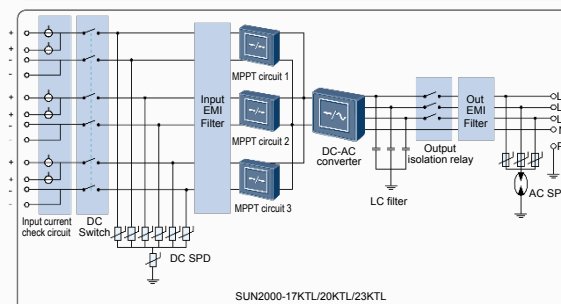 +
+
-
-
+
+
-
+
+
-
-
Input current
check circuit
DC
Switch
DC SPD
Input
EMI
Filter
MPPT circuit 1
MPPT circuit 2
MPPT circuit 3
DC-AC
converter
LC filter
Output
isolation relay
Out
EMI
Filter
L
L
L
N
P
AC SP
SUN2000-17KTL/20KTL/23KTL